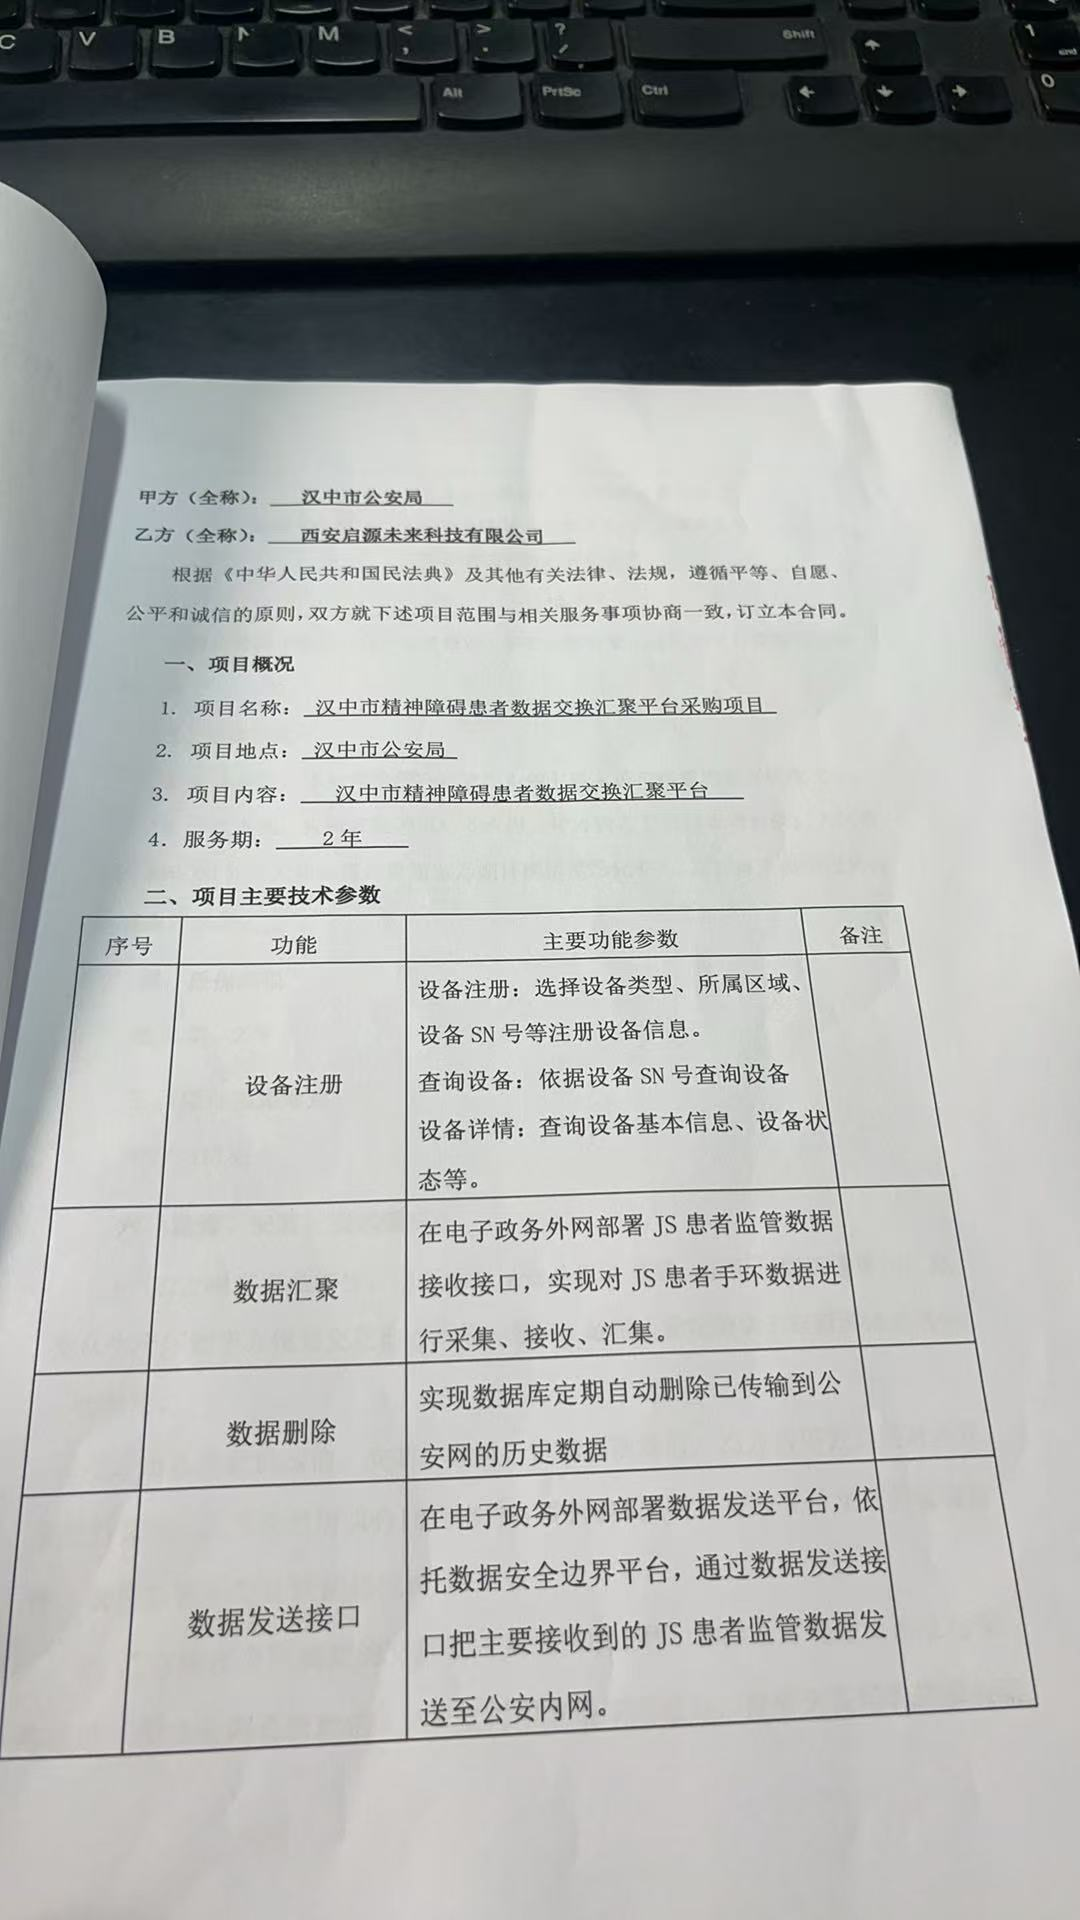 C V B N M < , > . ? / Shift 1 End
Alt PrtSc Ctrl 0
甲方（全称）： 汉中市公安局
乙方（全称）： 西安启源未来科技有限公司
根据《中华人民共和国民法典》及其他有关法律、法规，遵循平等、自愿、
公平和诚信的原则，双方就下述项目范围与相关服务事项协商一致，订立本合同。
一、项目概况
1. 项目名称： 汉中市精神障碍患者数据交换汇聚平台采购项目
2. 项目地点： 汉中市公安局
3. 项目内容： 汉中市精神障碍患者数据交换汇聚平台
4. 服务期： 2 年
二、项目主要技术参数
序号 功能 主要功能参数 备注
设备注册
设备注册：选择设备类型、所属区域、
设备 SN 号等注册设备信息。
查询设备：依据设备 SN 号查询设备
设备详情：查询设备基本信息、设备状
态等。
数据汇聚
在电子政务外网部署 JS 患者监管数据
接收接口，实现对 JS 患者手环数据进
行采集、接收、汇集。
数据删除
实现数据库定期自动删除已传输到公
安网的历史数据
数据发送接口
在电子政务外网部署数据发送平台，依
托数据安全边界平台，通过数据发送接
口把主要接收到的 JS 患者监管数据发
送至公安内网。